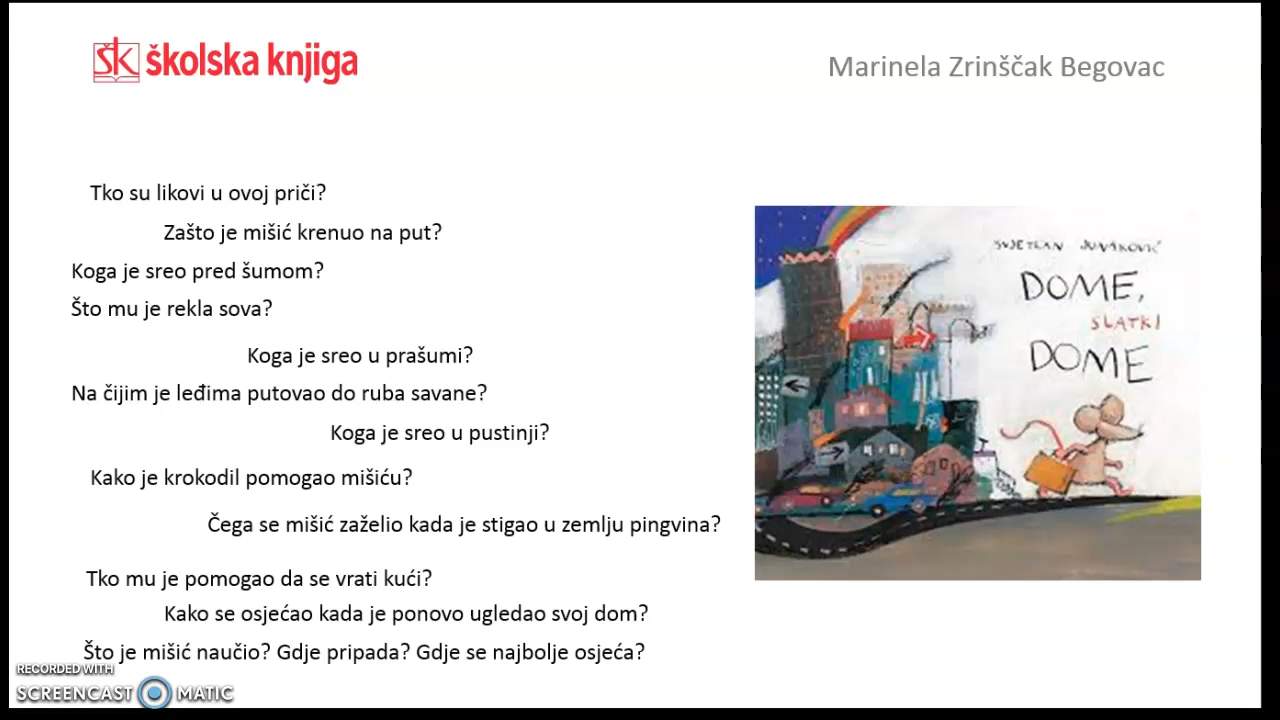 ŠK školska knjiga
Marinela Zrinščak Begovac
Tko su likovi u ovoj priči?
Zašto je mišić krenuo na put?
Koga je sreo pred šumom?
Što mu je rekla sova?
Koga je sreo u prašumi?
Na čijim je leđima putovao do ruba savane?
Koga je sreo u pustinji?
Kako je krokodil pomogao mišiću?
Čega se mišić zaželio kada je stigao u zemlju pingvina?
Tko mu je pomogao da se vrati kući?
Kako se osjećao kada je ponovo ugledao svoj dom?
Što je mišić naučio? Gdje pripada? Gdje se najbolje osjeća?
SVJETLAN JUNAKOVIĆ
DOME,
SLATKI
DOME
RECORDED WITH
SCREENCAST MATIC